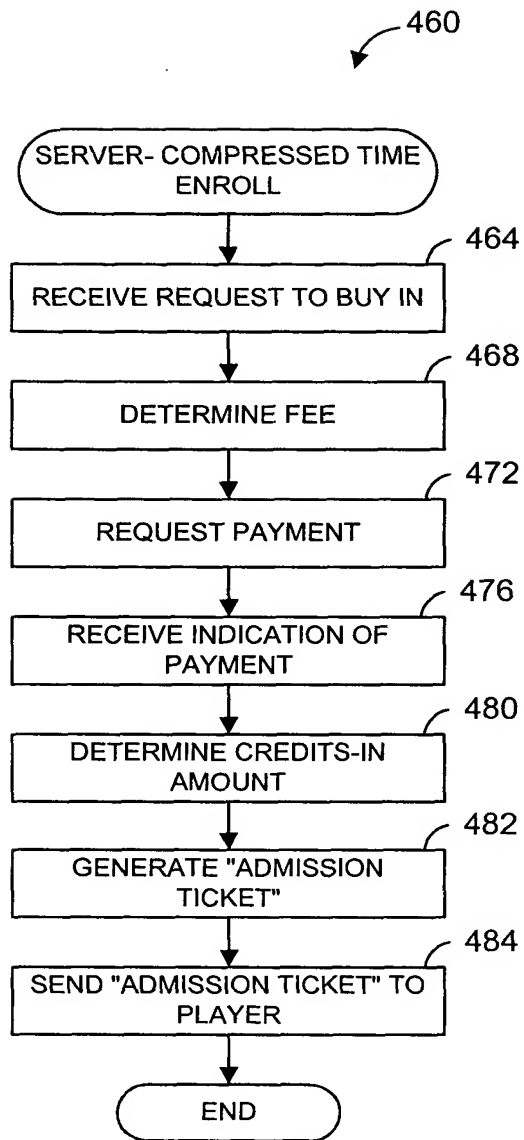 460
SERVER- COMPRESSED TIME
ENROLL
464
RECEIVE REQUEST TO BUY IN
468
DETERMINE FEE
472
REQUEST PAYMENT
476
RECEIVE INDICATION OF
PAYMENT
480
DETERMINE CREDITS-IN
AMOUNT
482
GENERATE "ADMISSION
TICKET"
484
SEND "ADMISSION TICKET" TO
PLAYER
END